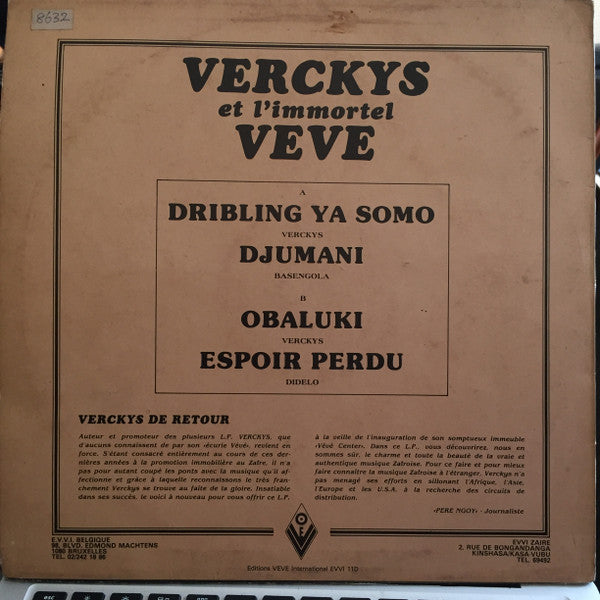 8632
VERCKYS
et l'immortel
VEVE
A
DRIBLING YA SOMO
VERCKYS
DJUMANI
BASENGOLA
B
OBALUKI
VERCKYS
ESPOIR PERDU
DIDELO
VERCKYS DE RETOUR
Auteur et promoteur des plusieurs L.P. VERCKYS, que
d'aucuns connaissent de par son «écurie Vévé», revient en
force. S'étant consacré entièrement au cours de ces der-
nières années à la promotion immobilière au Zaïre, il n'a
pas pour autant coupé les ponts avec la musique qu'il af-
fectionne et grâce à laquelle reconnaissons le très fran-
chement Verckys se trouve au faîte de la gloire. Insatiable
dans ses succès, le voici à nouveau pour vous offrir ce L.P.
à la veille de l'inauguration de son somptueux immeuble
«Vévé Center». Dans ce L.P., vous découvrirez, nous en
sommes sûr, le charme et toute la beauté de la vraie et
authentique musique Zaïroise. Pour ce faire et pour mieux
faire connaître la musique Zaïroise à l'étranger, Verckys n'a
pas menagé ses efforts en sillonant l'Afrique, l'Asie,
l'Europe et les U.S.A. à la recherche des circuits de
distribution.
«PERE NGOY» - Journaliste
E.V.V.I. BELGIQUE
98, BLVD. EDMOND MACHTENS
1080 BRUXELLES
TEL. 02/242 18 96
VEVE
EVVI ZAIRE
2, RUE DE BONGANDANGA
KINSHASA/KASA-VUBU
TEL. 69492
Editions VEVE International EVVI 11D
esc